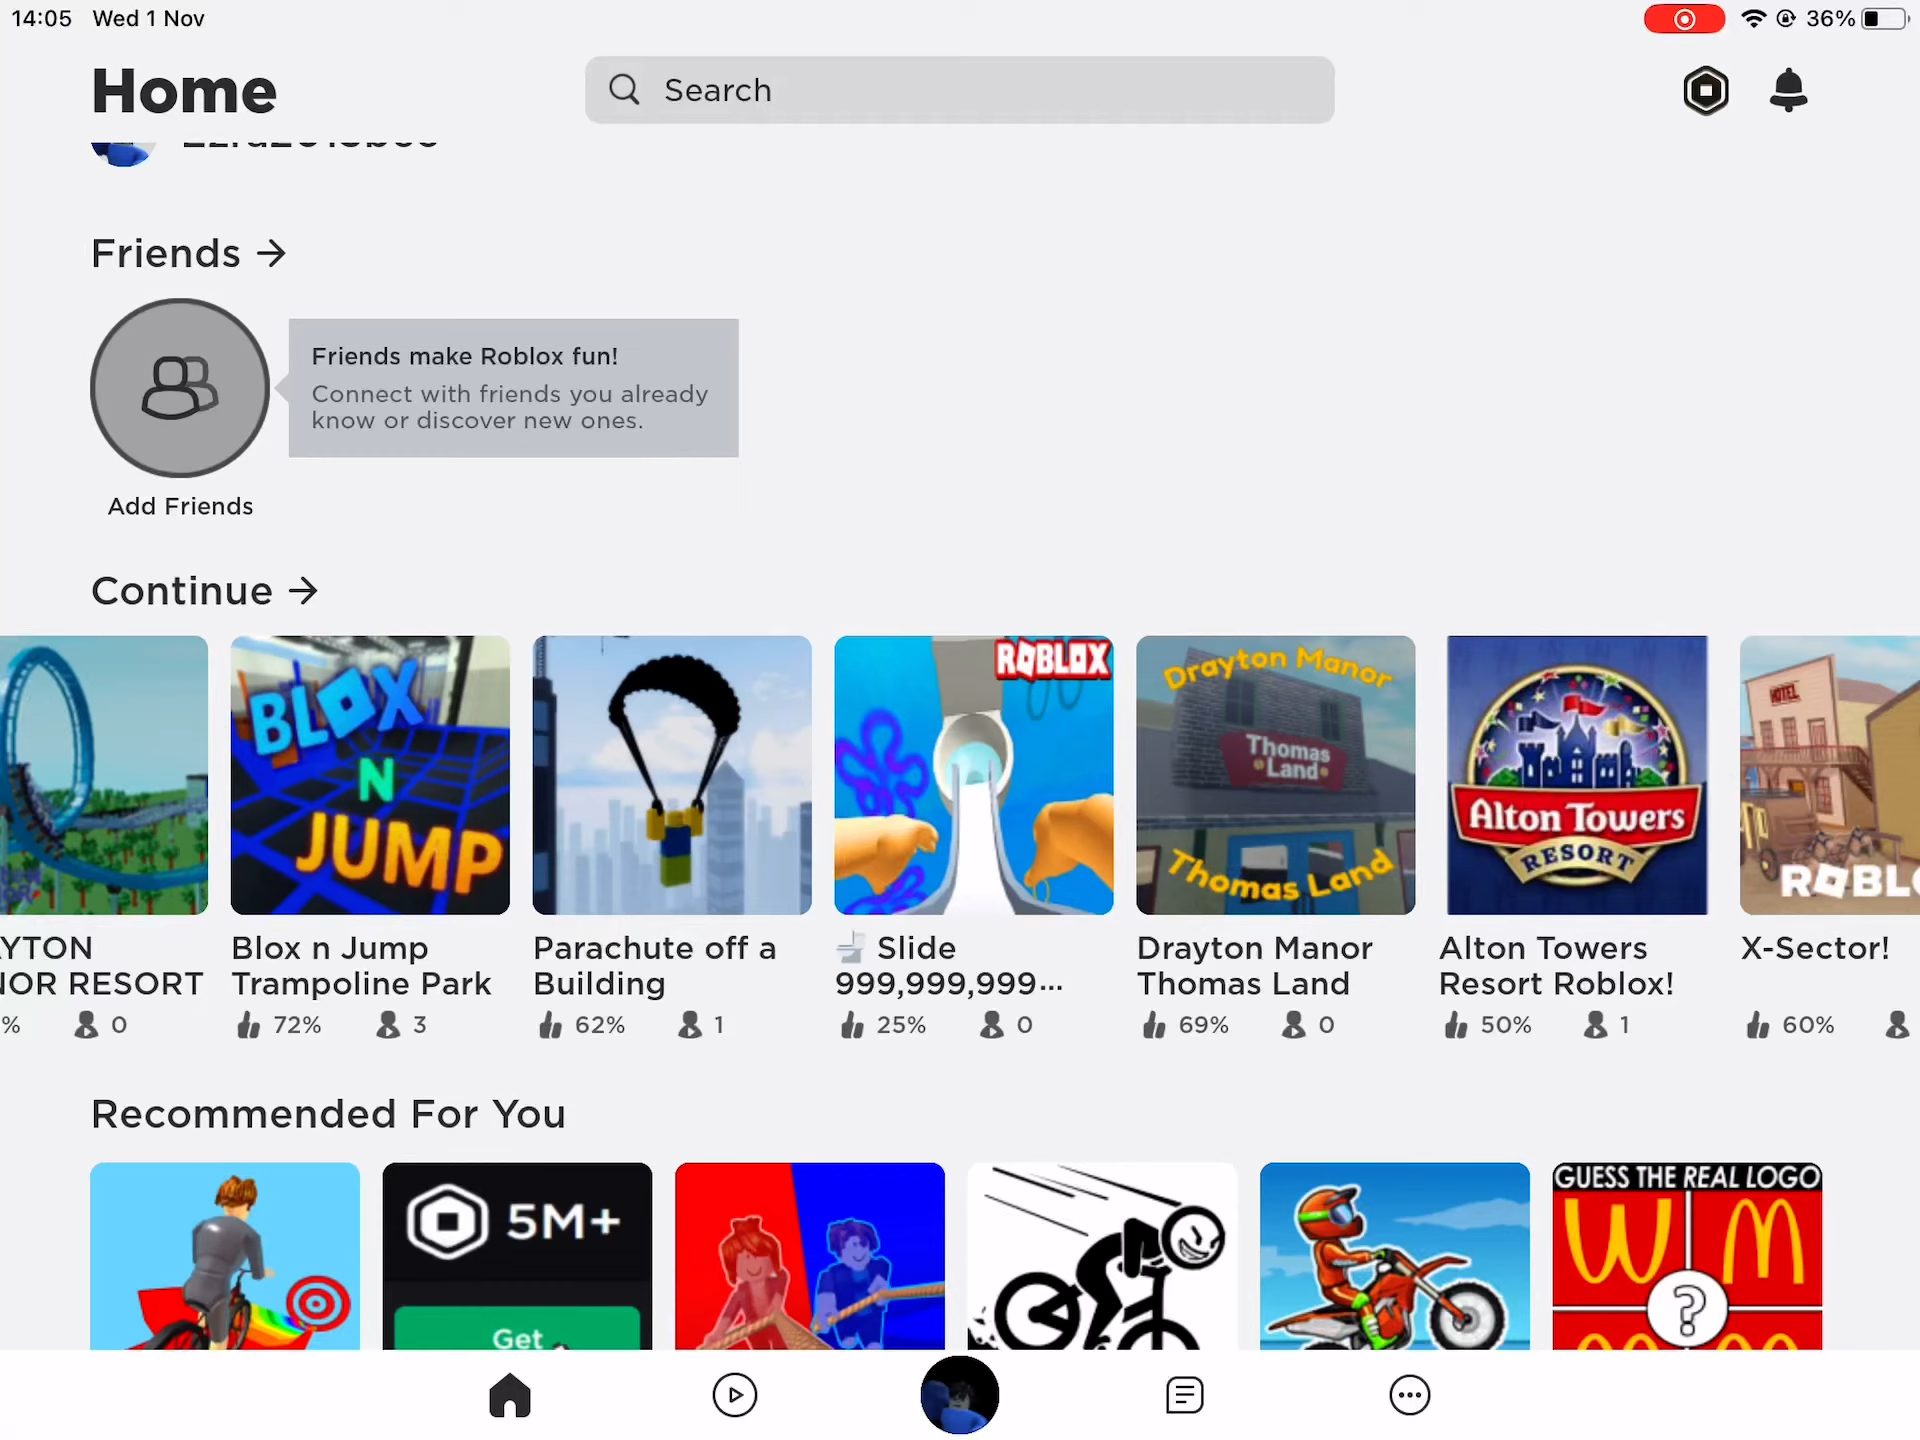 14:05 Wed 1 Nov
36%
Home
Search
Friends →
Friends make Roblox fun!
Connect with friends you already
know or discover new ones.
Add Friends
Continue →
BLOX
N
JUMP
ROBLOX
Drayton Manor
Thomas
Land
Thomas Land
Alton Towers
RESORT
HOTEL
YTON
OR RESORT
% 0
Blox n Jump
Trampoline Park
72% 3
Parachute off a
Building
62% 1
Slide
999,999,999...
25% 0
Drayton Manor
Thomas Land
69% 0
Alton Towers
Resort Roblox!
50% 1
X-Sector!
60%
Recommended For You
5M+
Get
GUESS THE REAL LOGO
?